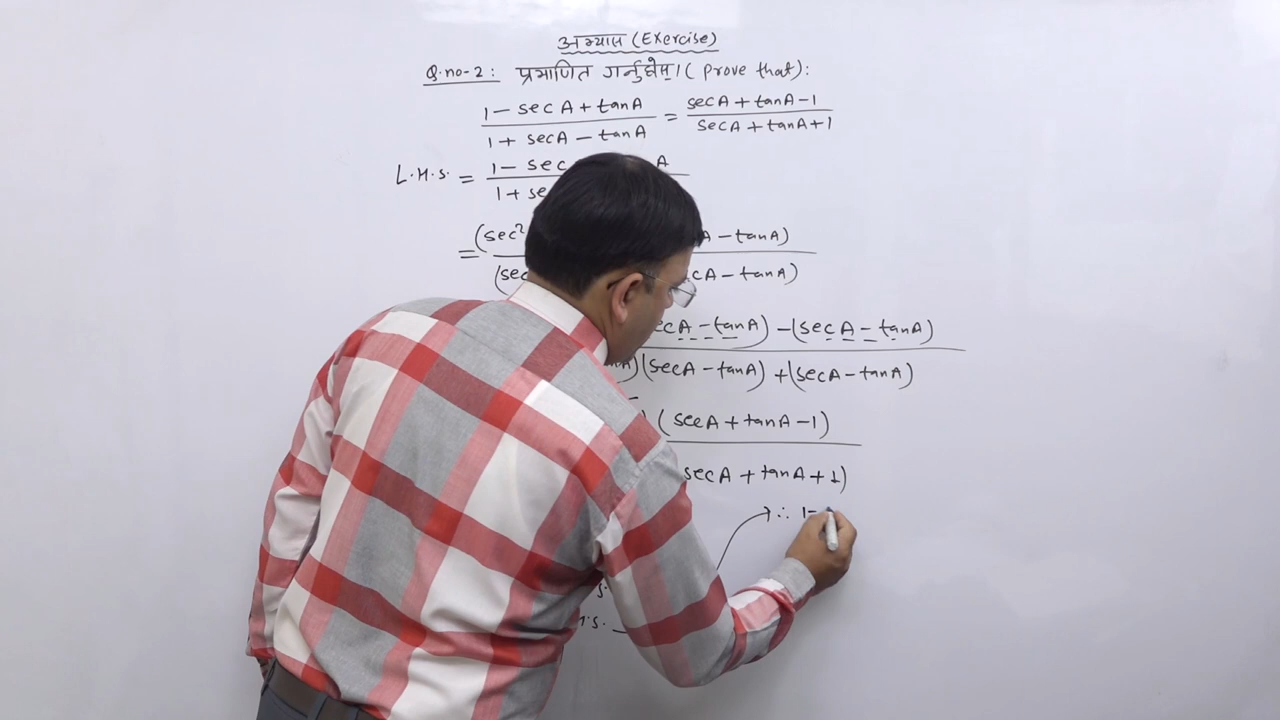 अभ्यास (Exercise)
Q.no-2: प्रमाणित गर्नुहोस्। (Prove that):
1 - sec A + tan A / 1 + sec A - tan A = sec A + tan A - 1 / sec A + tan A + 1
L.H.S. = 1 - sec A
1 + se
= (sec² A - tan A)
(sec cA - tan A)
ecA - tan A) - (sec A - tan A)
) (sec A - tan A) + (sec A - tan A)
) (sec A + tan A - 1)
sec A + tan A + 1)
∴ 1-
s.
H.S.